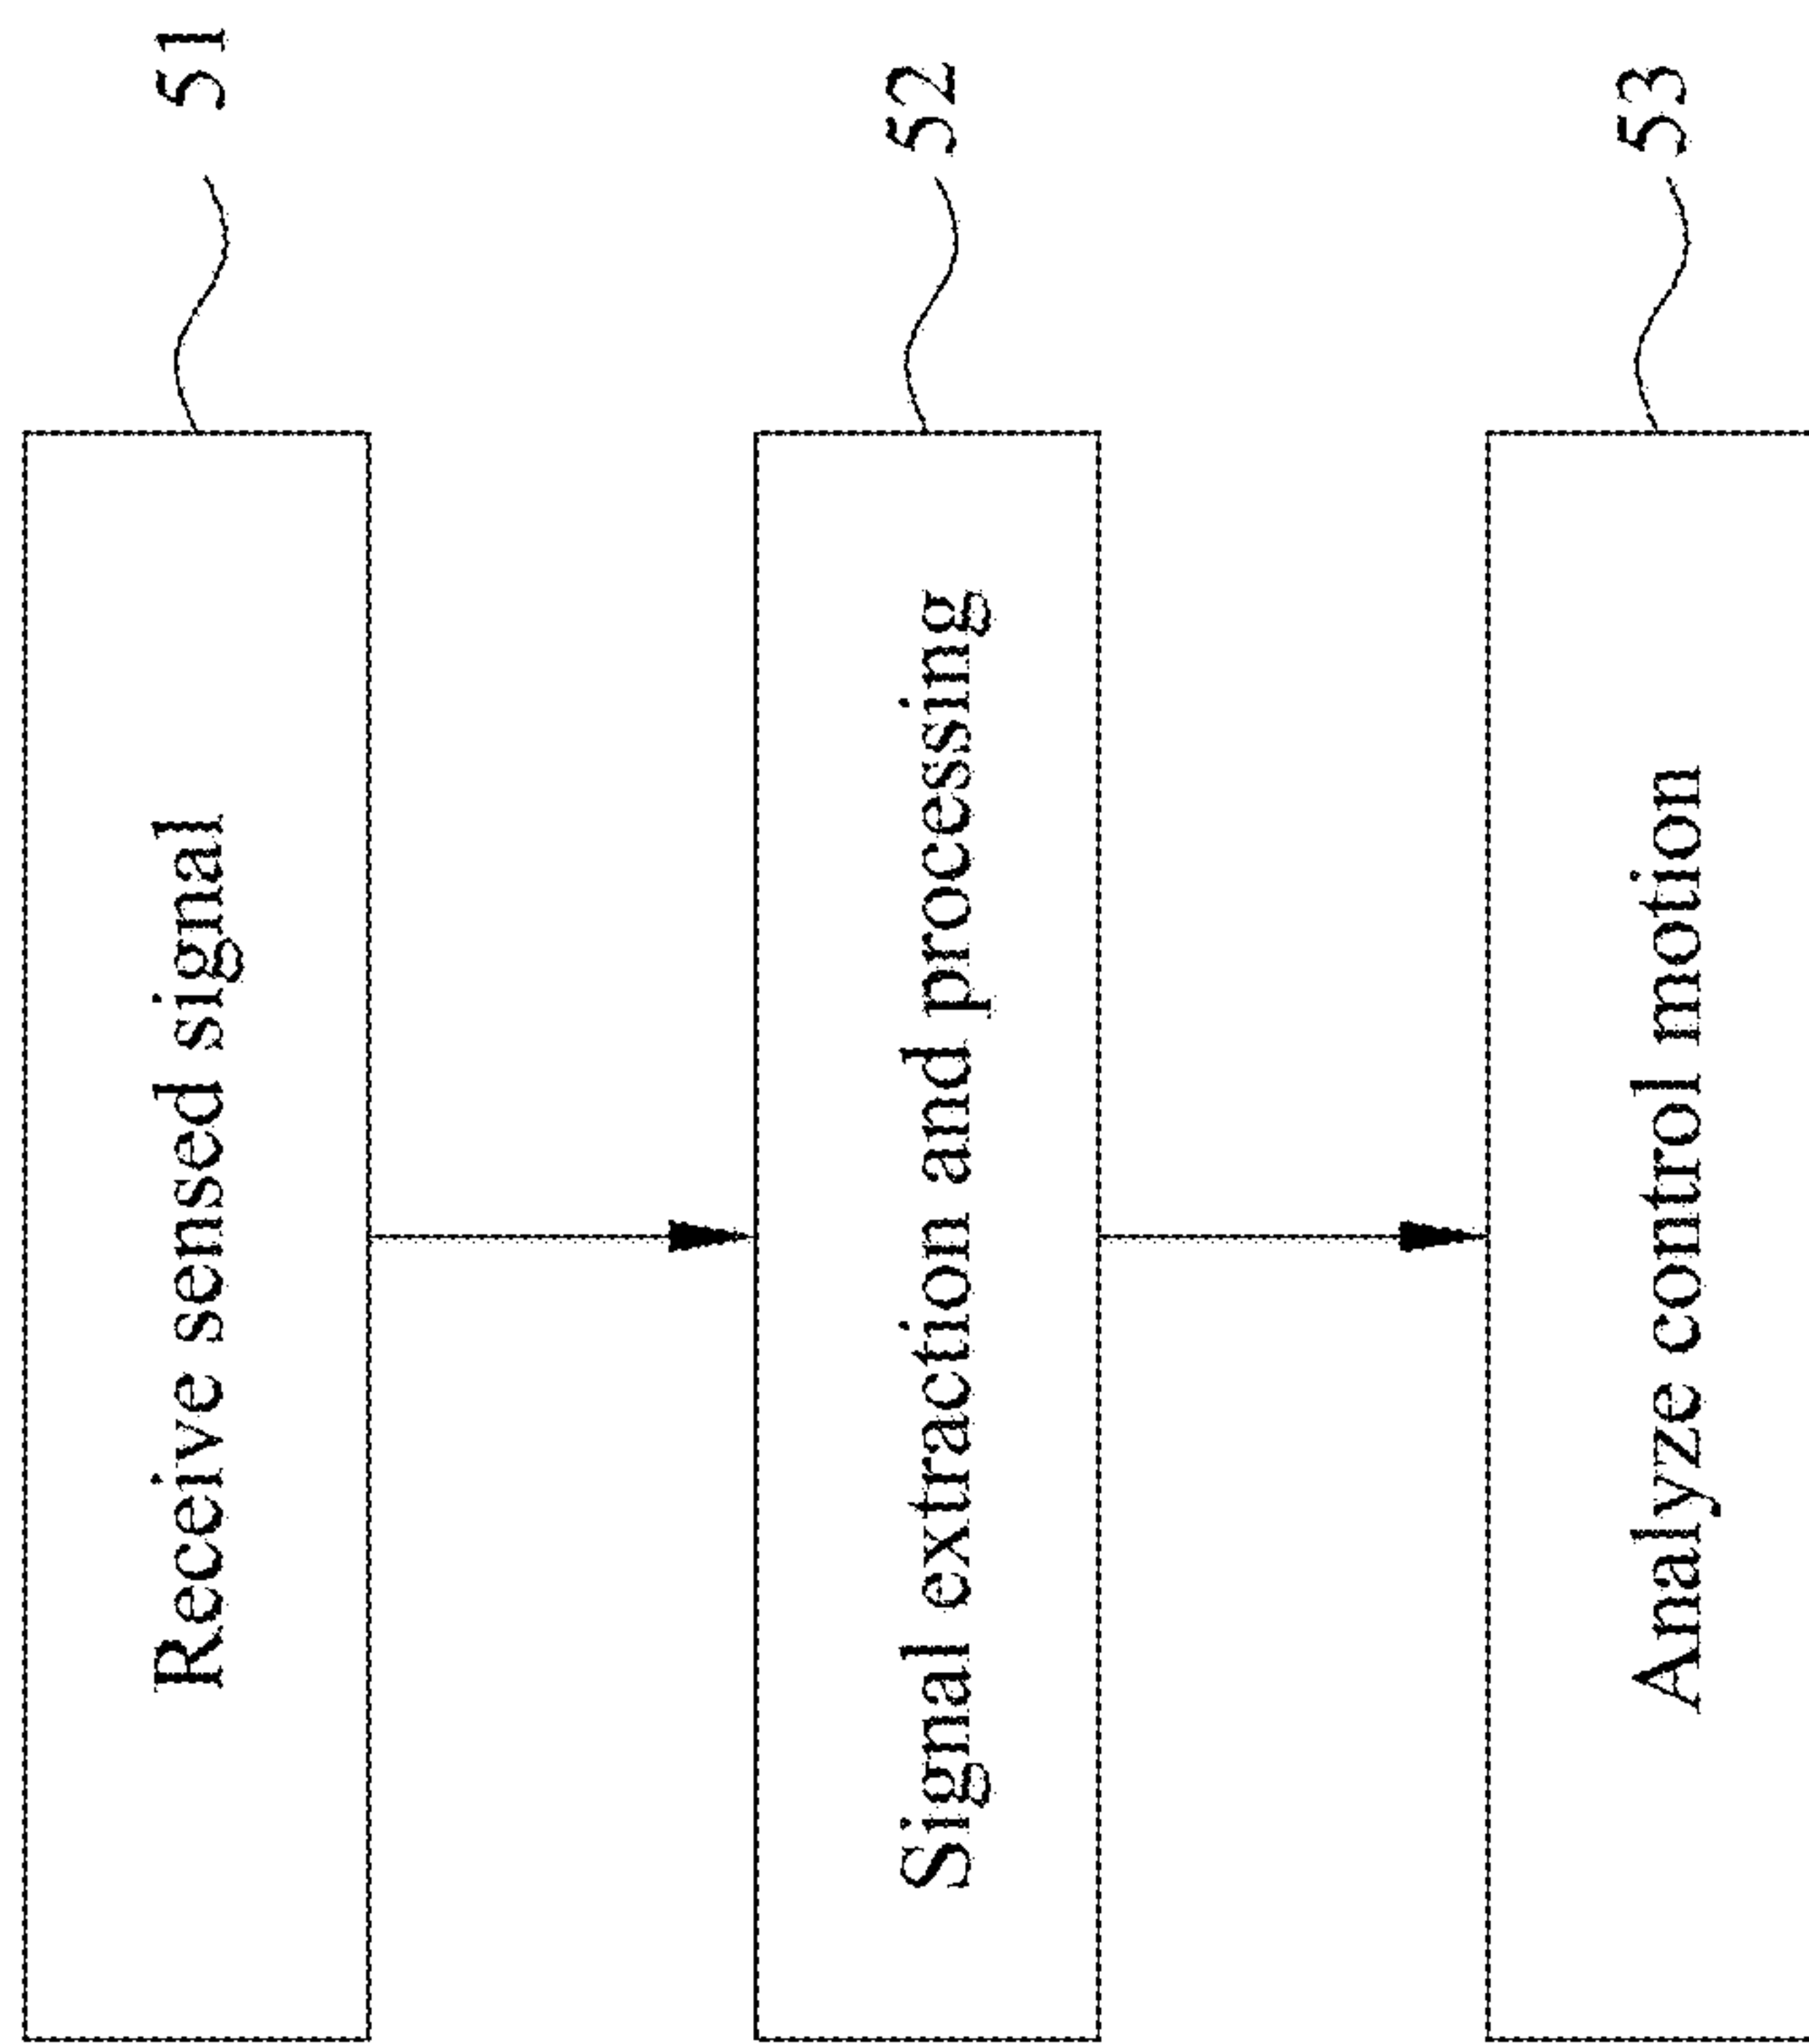 Receive sensed signal
51
Signal extraction and processing
52
Analyze control motion
53